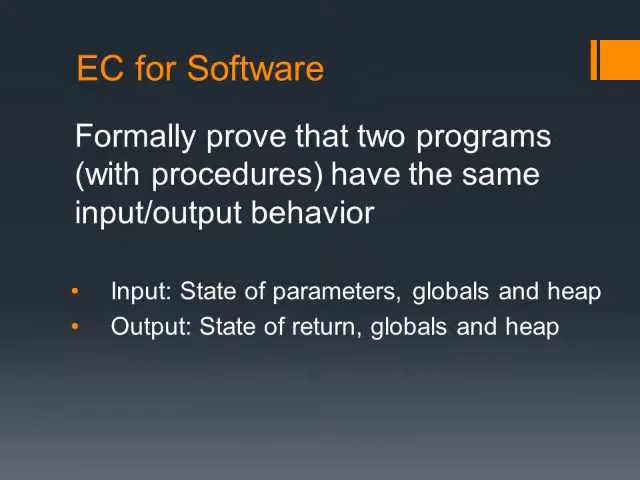 EC for Software
Formally prove that two programs
(with procedures) have the same
input/output behavior
• Input: State of parameters, globals and heap
• Output: State of return, globals and heap